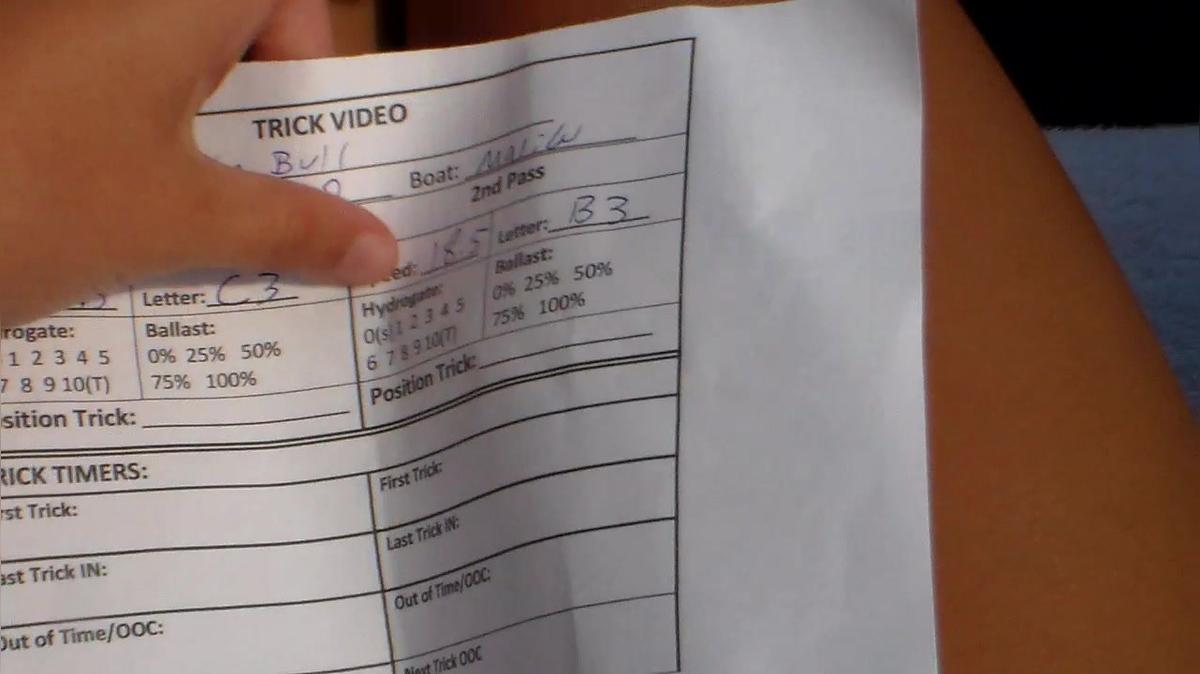 TRICK VIDEO
Bull
Boat: Malibu
2nd Pass
Letter: C3
ed: 18.5 Letter: B3
rogate: Ballast:
1 2 3 4 5 0% 25% 50%
7 8 9 10(T) 75% 100%
sition Trick:
Hydrogate: Ballast:
0(s) 1 2 3 4 5 0% 25% 50%
6 7 8 9 10(T) 75% 100%
Position Trick:
RICK TIMERS:
rst Trick: First Trick:
ast Trick IN: Last Trick IN:
Out of Time/OOC: Out of Time/OOC:
Next Trick OOC